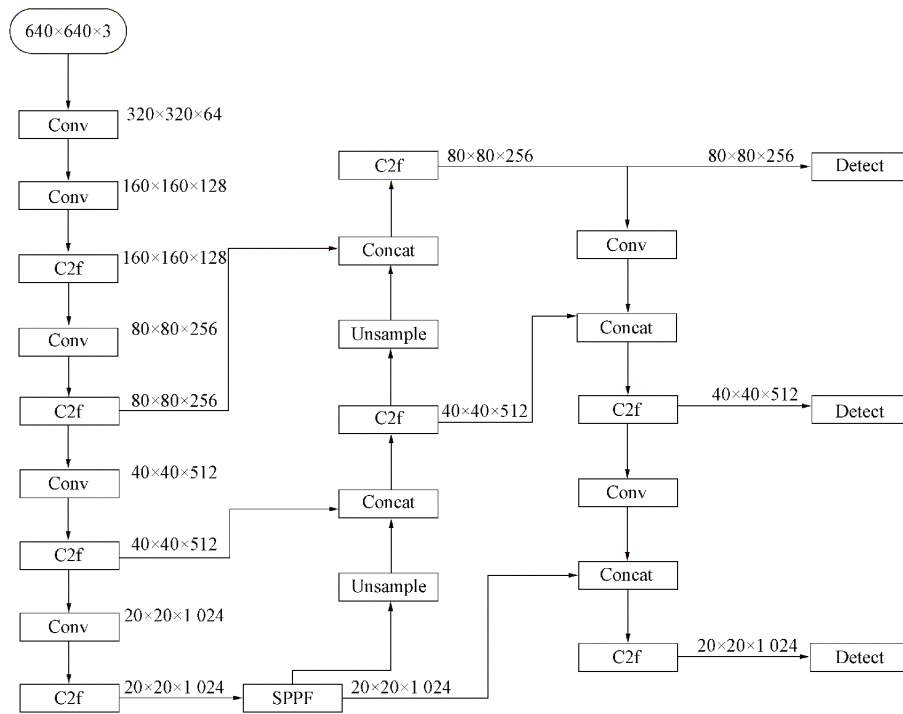 640×640×3
Conv
320×320×64
Conv
160×160×128
C2f
160×160×128
Conv
80×80×256
C2f
80×80×256
Conv
40×40×512
C2f
40×40×512
Conv
20×20×1 024
C2f
20×20×1 024
SPPF
20×20×1 024
Unsample
Concat
C2f
40×40×512
Unsample
Concat
C2f
80×80×256
80×80×256
Detect
Conv
Concat
C2f
40×40×512
Detect
Conv
Concat
C2f
20×20×1 024
Detect